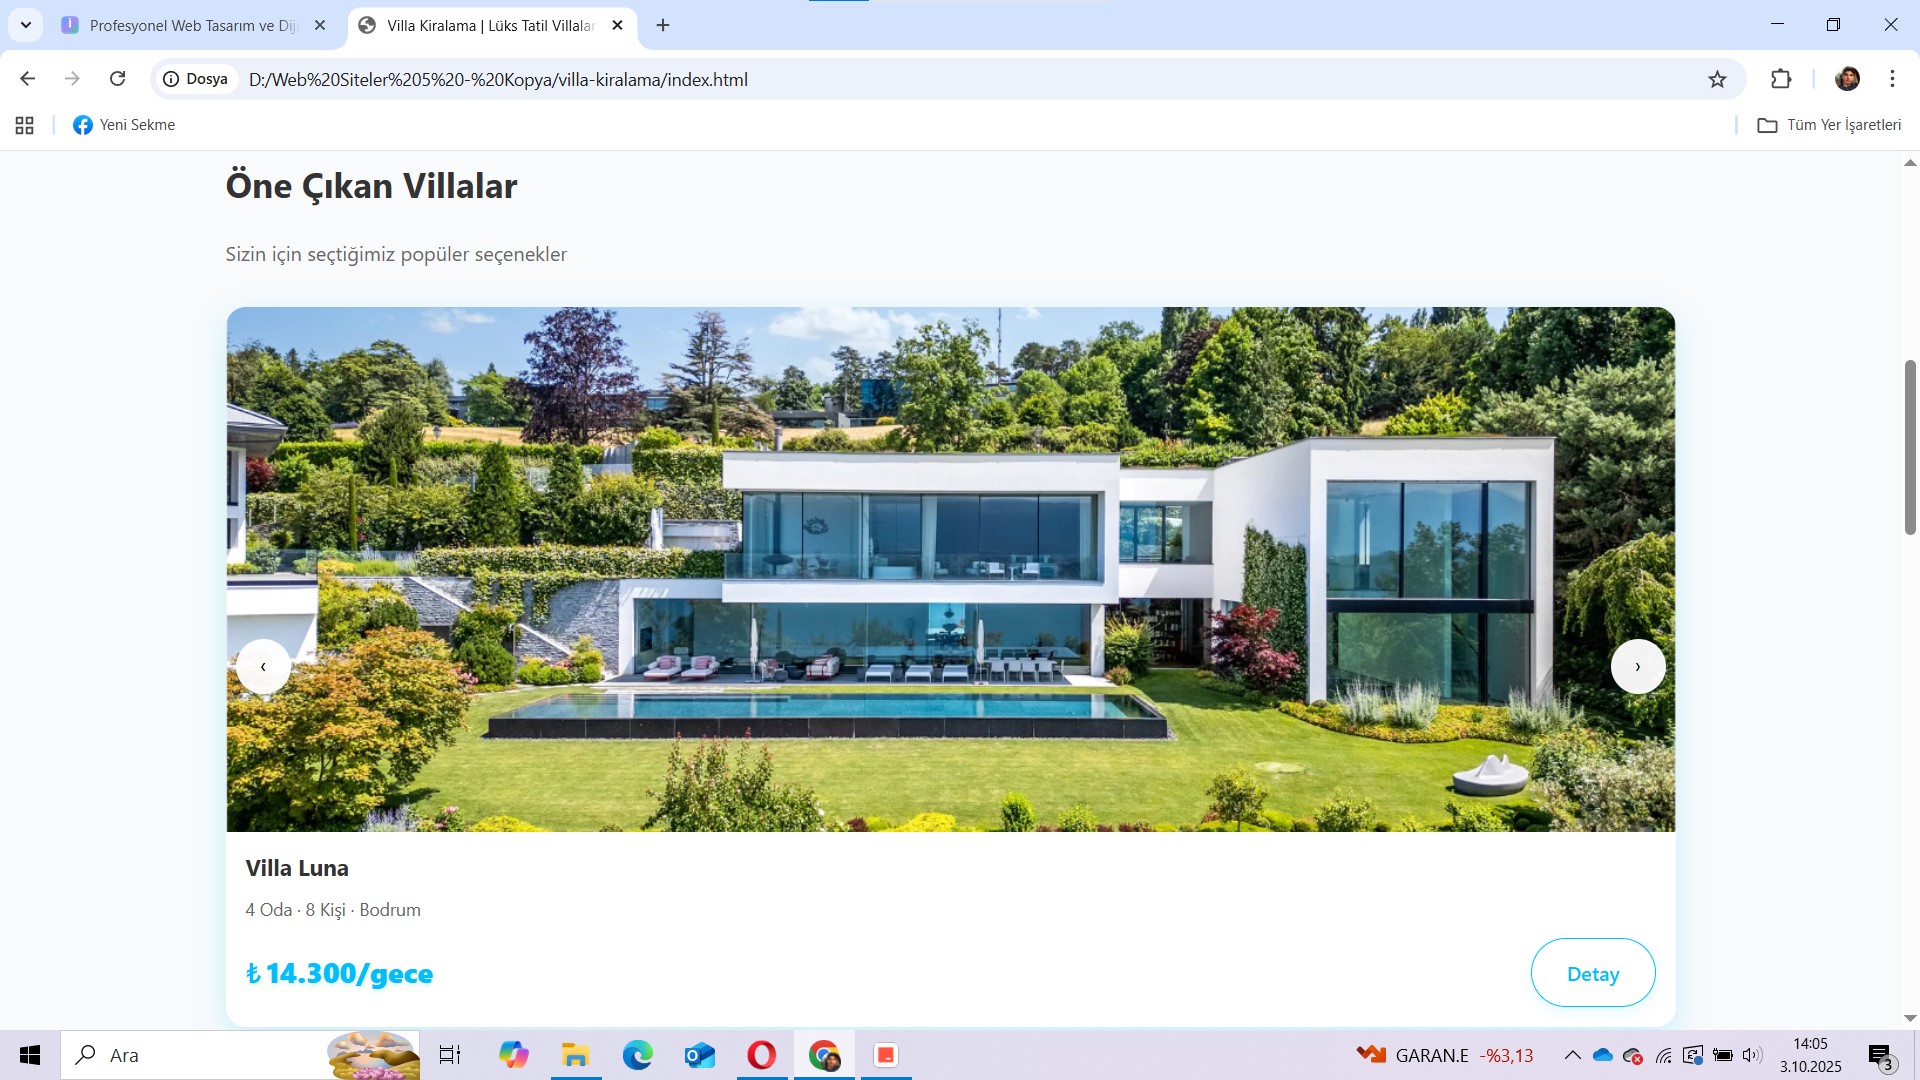 Profesyonel Web Tasarım ve Dij
Villa Kiralama | Lüks Tatil Villalar
Dosya
D:/Web%20Siteler%205%20-%20Kopya/villa-kiralama/index.html
Yeni Sekme
Tüm Yer İşaretleri
Öne Çıkan Villalar
Sizin için seçtiğimiz popüler seçenekler
‹
›
Villa Luna
4 Oda · 8 Kişi · Bodrum
₺ 14.300/gece
Detay
Ara
GARAN.E -%3,13
14:05
3.10.2025
3